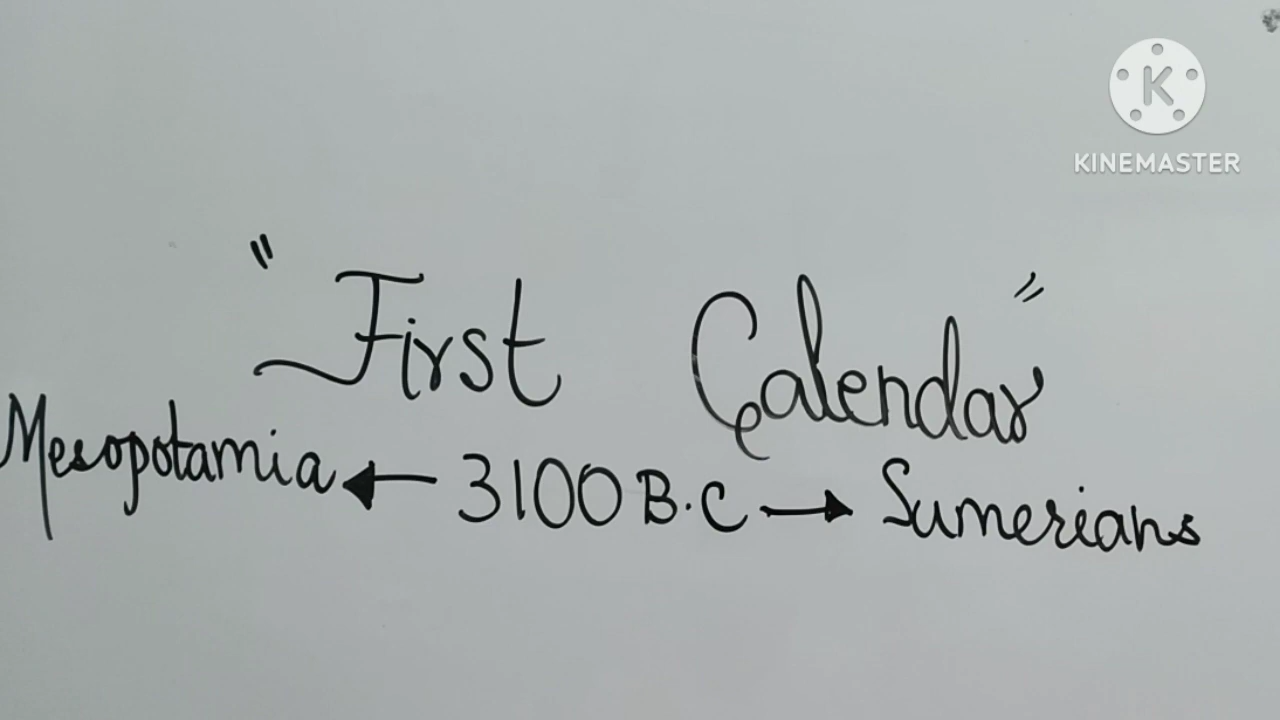 KINEMASTER
"First Calendar"
Mesopotamia ← 3100 B.C → Sumerians